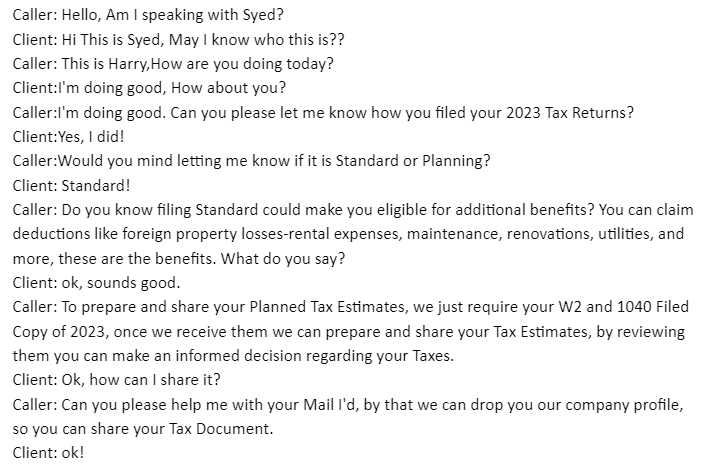 Caller: Hello, Am I speaking with Syed?
Client: Hi This is Syed, May I know who this is??
Caller: This is Harry,How are you doing today?
Client:I'm doing good, How about you?
Caller:I'm doing good. Can you please let me know how you filed your 2023 Tax Returns?
Client:Yes, I did!
Caller:Would you mind letting me know if it is Standard or Planning?
Client: Standard!
Caller: Do you know filing Standard could make you eligible for additional benefits? You can claim
deductions like foreign property losses-rental expenses, maintenance, renovations, utilities, and
more, these are the benefits. What do you say?
Client: ok, sounds good.
Caller: To prepare and share your Planned Tax Estimates, we just require your W2 and 1040 Filed
Copy of 2023, once we receive them we can prepare and share your Tax Estimates, by reviewing
them you can make an informed decision regarding your Taxes.
Client: Ok, how can I share it?
Caller: Can you please help me with your Mail I'd, by that we can drop you our company profile,
so you can share your Tax Document.
Client: ok!